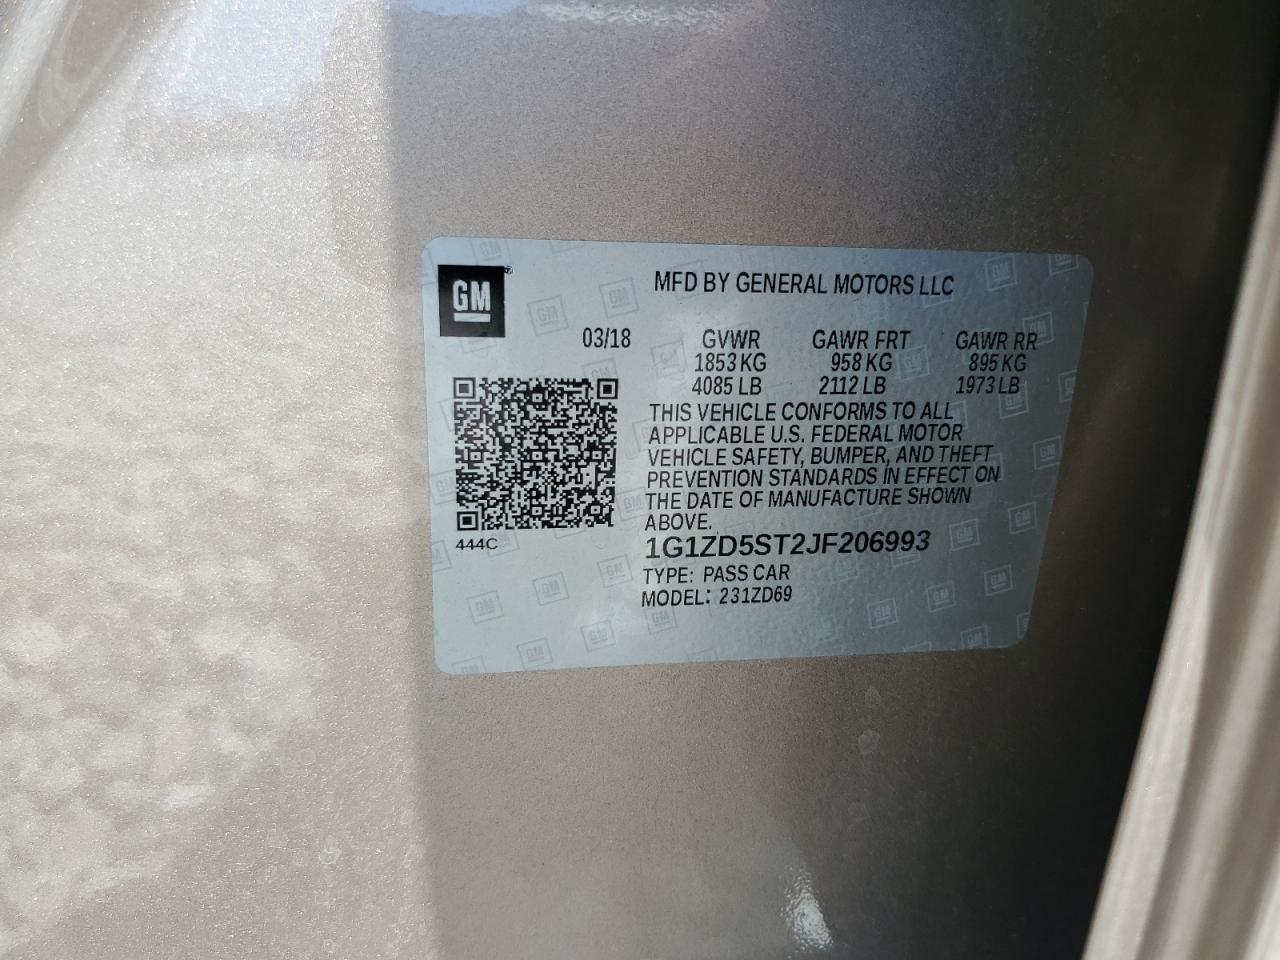 GM
MFD BY GENERAL MOTORS LLC
03/18 GVWR GAWR FRT GAWR RR
1853 KG 958 KG 895 KG
4085 LB 2112 LB 1973 LB
THIS VEHICLE CONFORMS TO ALL
APPLICABLE U.S. FEDERAL MOTOR
VEHICLE SAFETY, BUMPER, AND THEFT
PREVENTION STANDARDS IN EFFECT ON
THE DATE OF MANUFACTURE SHOWN
ABOVE.
444C
1G1ZD5ST2JF206993
TYPE: PASS CAR
MODEL: 231ZD69